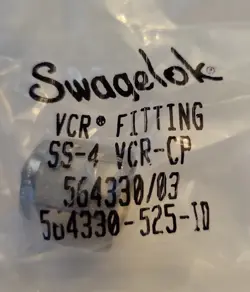 Swagelok®
VCR® FITTING
SS-4 VCR-CP
564330/03
564330-525-ID